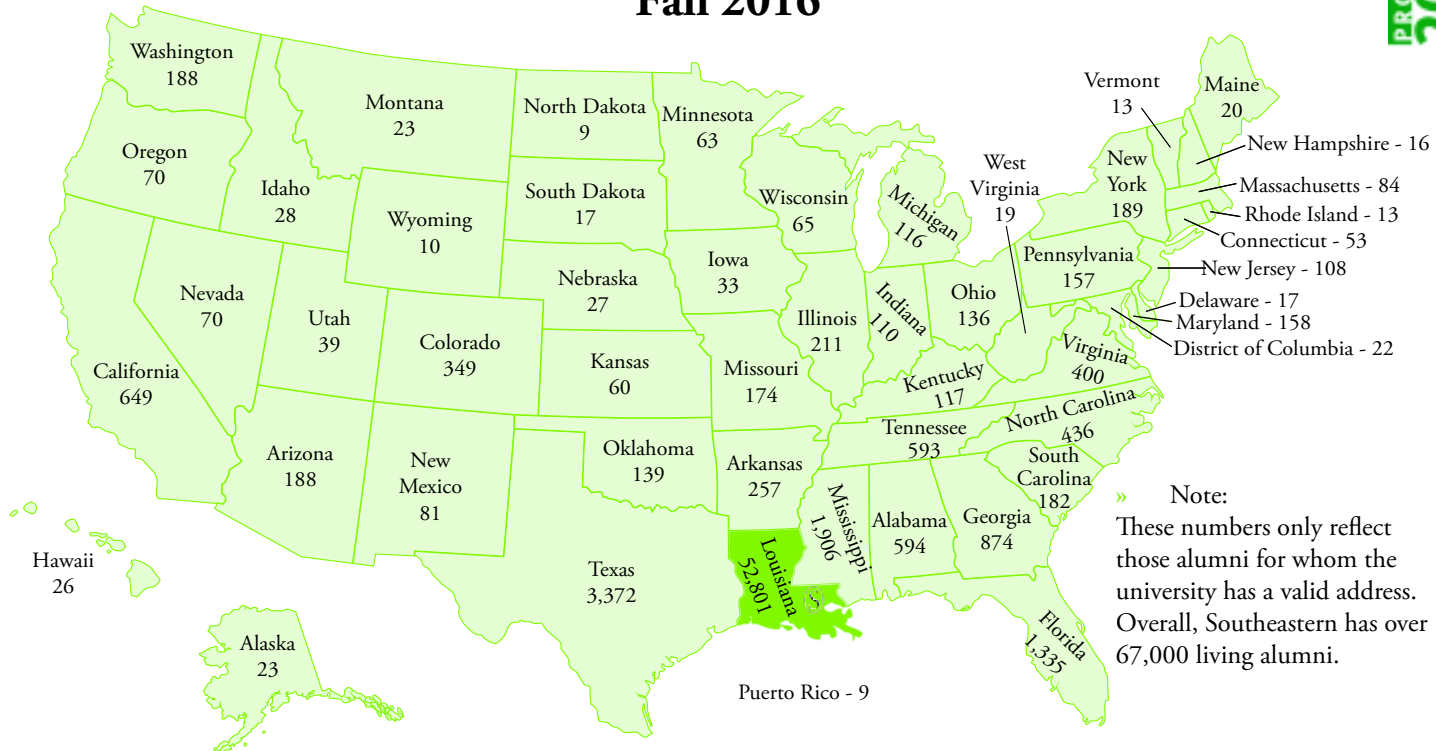 Fall 2016
PRO
20
Washington
188
Montana
23
North Dakota
9
Minnesota
63
Vermont
13
Maine
20
Oregon
70
Idaho
28
Wyoming
10
South Dakota
17
Wisconsin
65
Michigan
116
West
Virginia
19
New
York
189
New Hampshire - 16
Massachusetts - 84
Rhode Island - 13
Connecticut - 53
New Jersey - 108
Delaware - 17
Maryland - 158
District of Columbia - 22
Pennsylvania
157
Nevada
70
Utah
39
Colorado
349
Nebraska
27
Iowa
33
Illinois
211
Indiana
110
Ohio
136
California
649
Kansas
60
Missouri
174
Kentucky
117
Virginia
400
Arizona
188
New
Mexico
81
Oklahoma
139
Arkansas
257
Tennessee
593
North Carolina
436
South
Carolina
182
Hawaii
26
Texas
3,372
Louisiana
52,801
Mississippi
1,906
Alabama
594
Georgia
874
Florida
1,335
Alaska
23
Puerto Rico - 9
» Note:
These numbers only reflect
those alumni for whom the
university has a valid address.
Overall, Southeastern has over
67,000 living alumni.